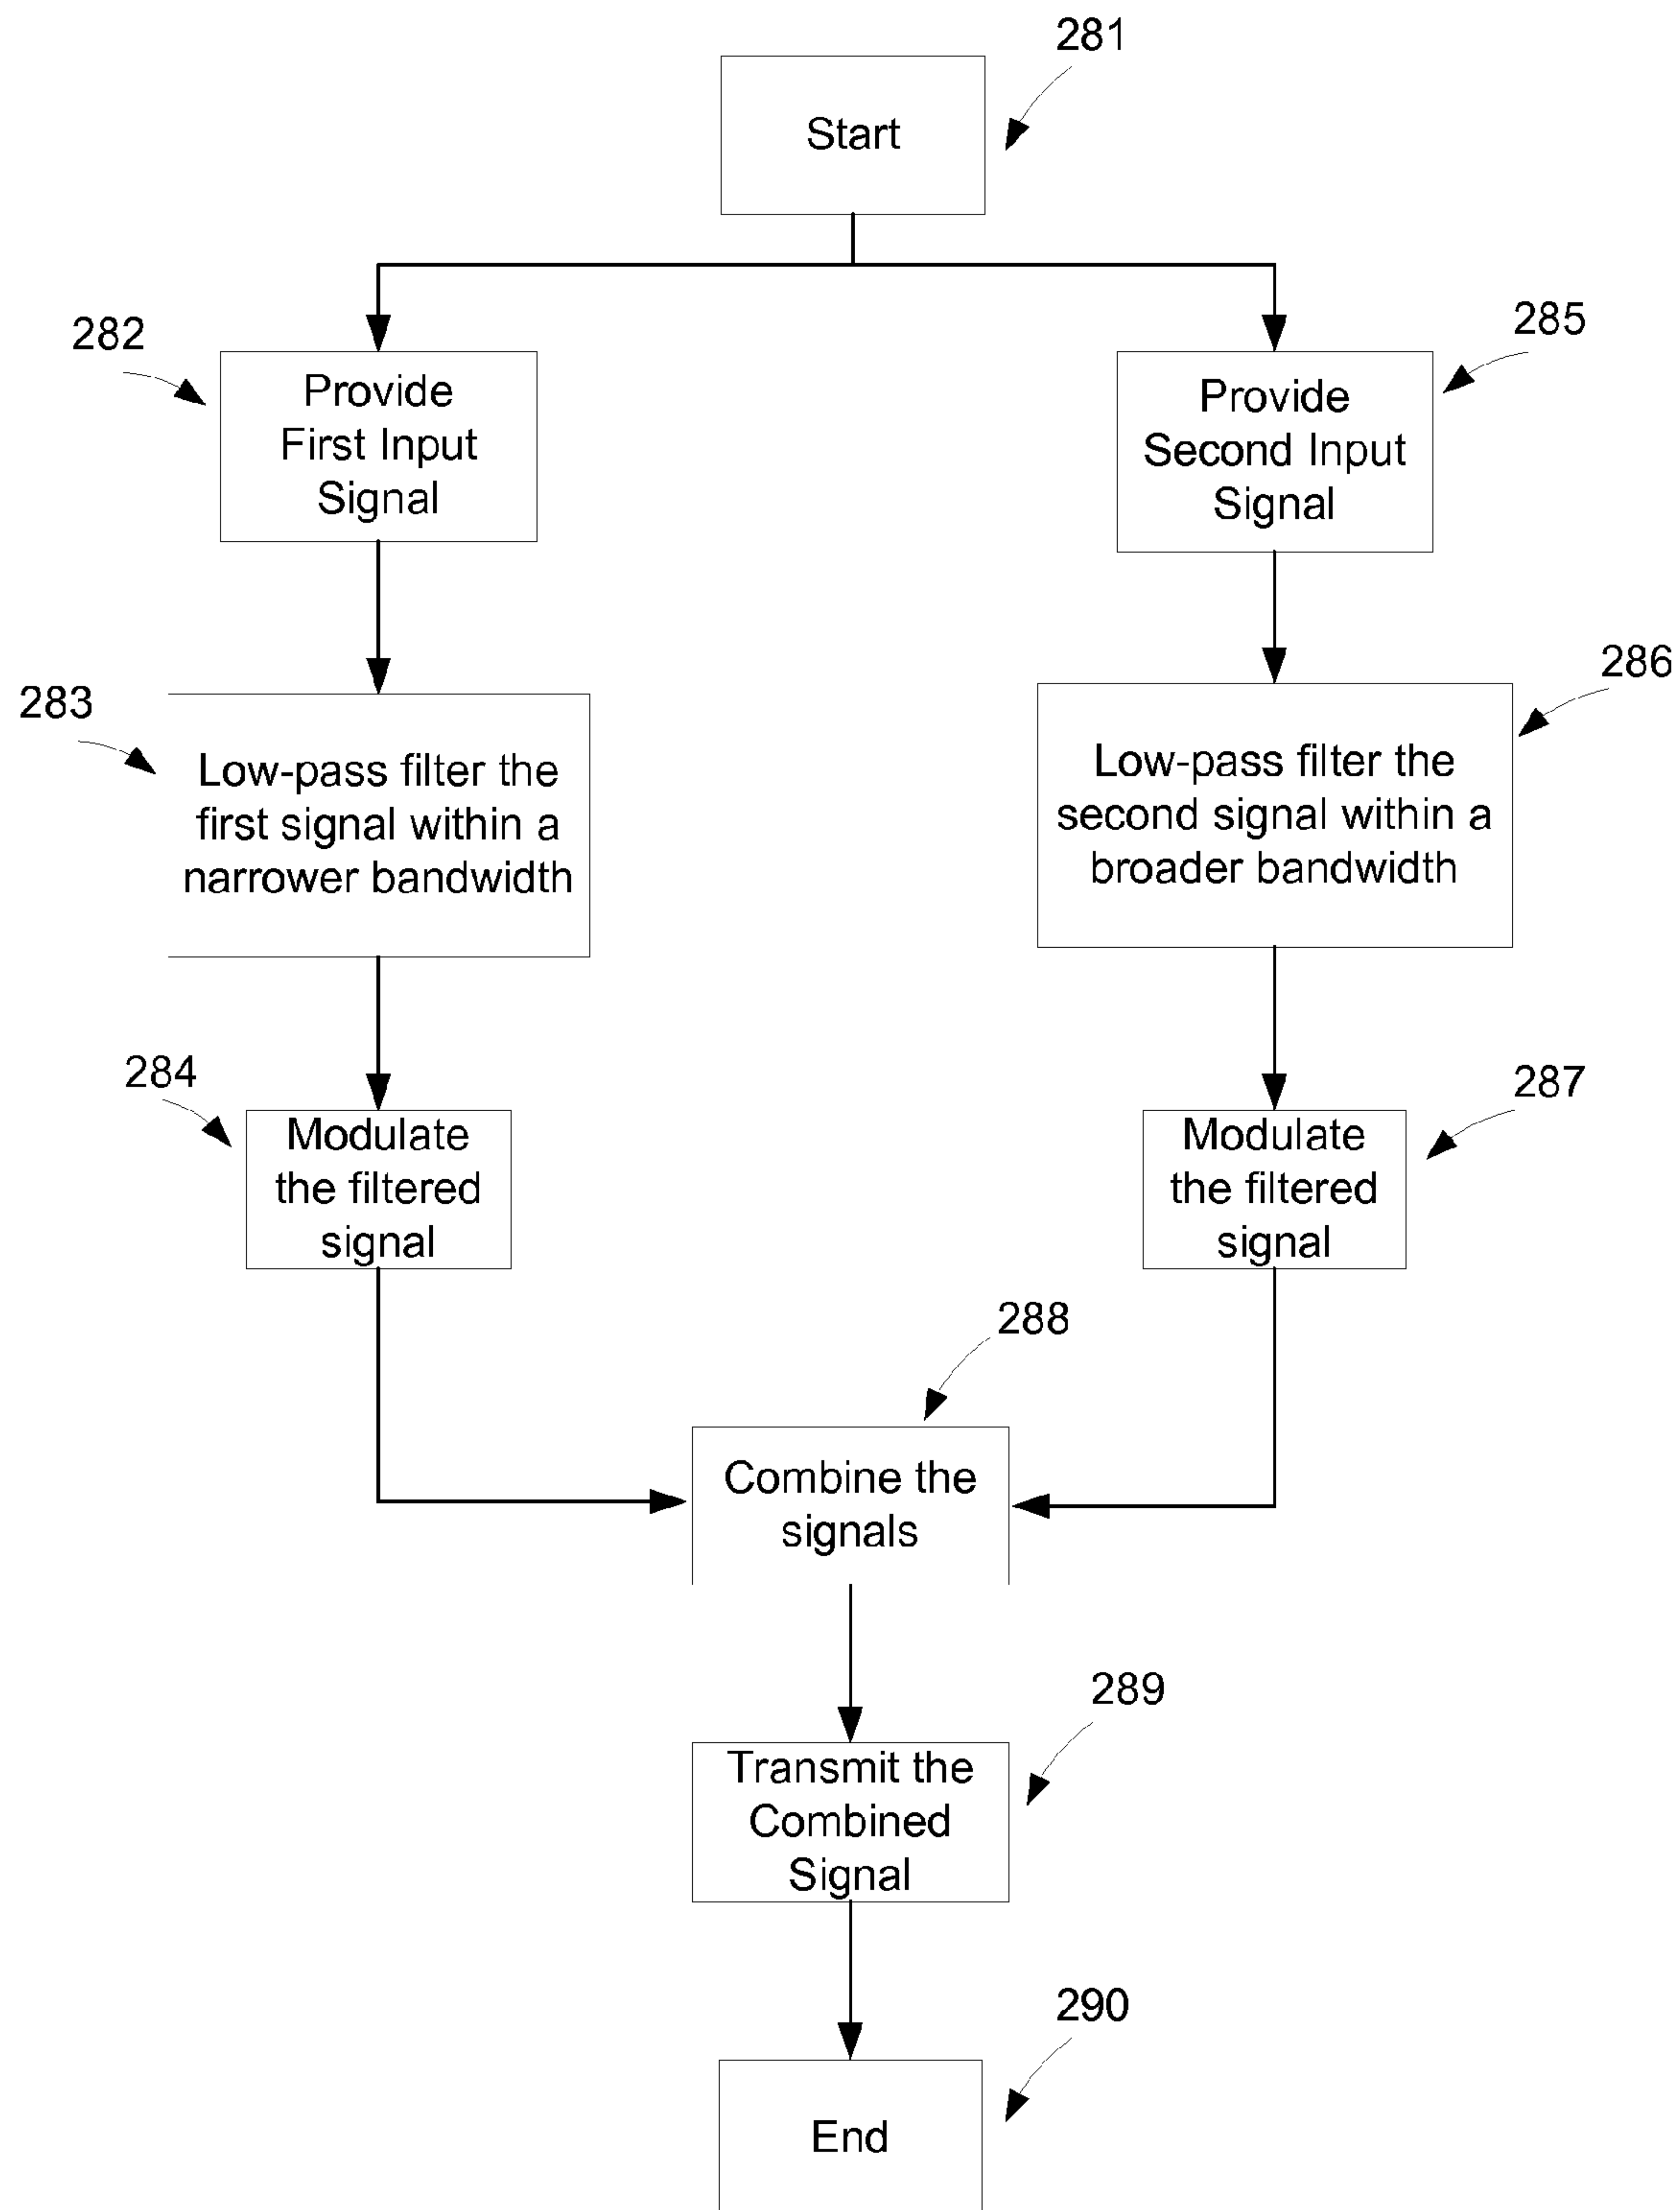 281
Start
282
Provide
First Input
Signal
285
Provide
Second Input
Signal
283
Low-pass filter the
first signal within a
narrower bandwidth
286
Low-pass filter the
second signal within a
broader bandwidth
284
Modulate
the filtered
signal
287
Modulate
the filtered
signal
288
Combine the
signals
289
Transmit the
Combined
Signal
290
End